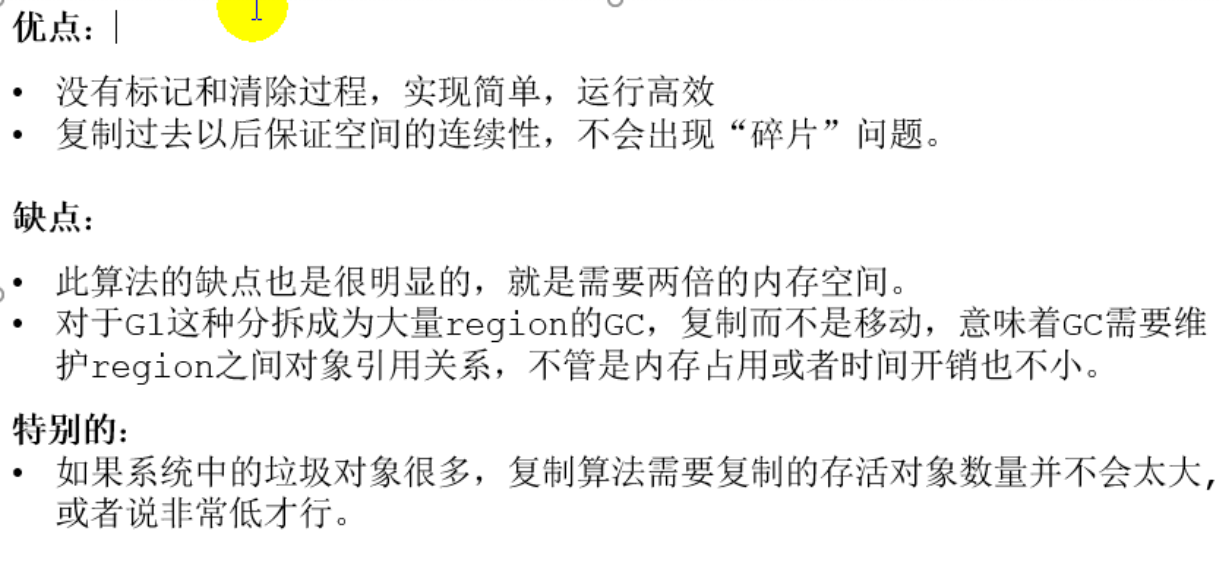 优点：
• 没有标记和清除过程，实现简单，运行高效
• 复制过去以后保证空间的连续性，不会出现“碎片”问题。
缺点：
• 此算法的缺点也是很明显的，就是需要两倍的内存空间。
• 对于G1这种分拆成为大量region的GC，复制而不是移动，意味着GC需要维
护region之间对象引用关系，不管是内存占用或者时间开销也不小。
特别的：
• 如果系统中的垃圾对象很多，复制算法需要复制的存活对象数量并不会太大，
或者说非常低才行。